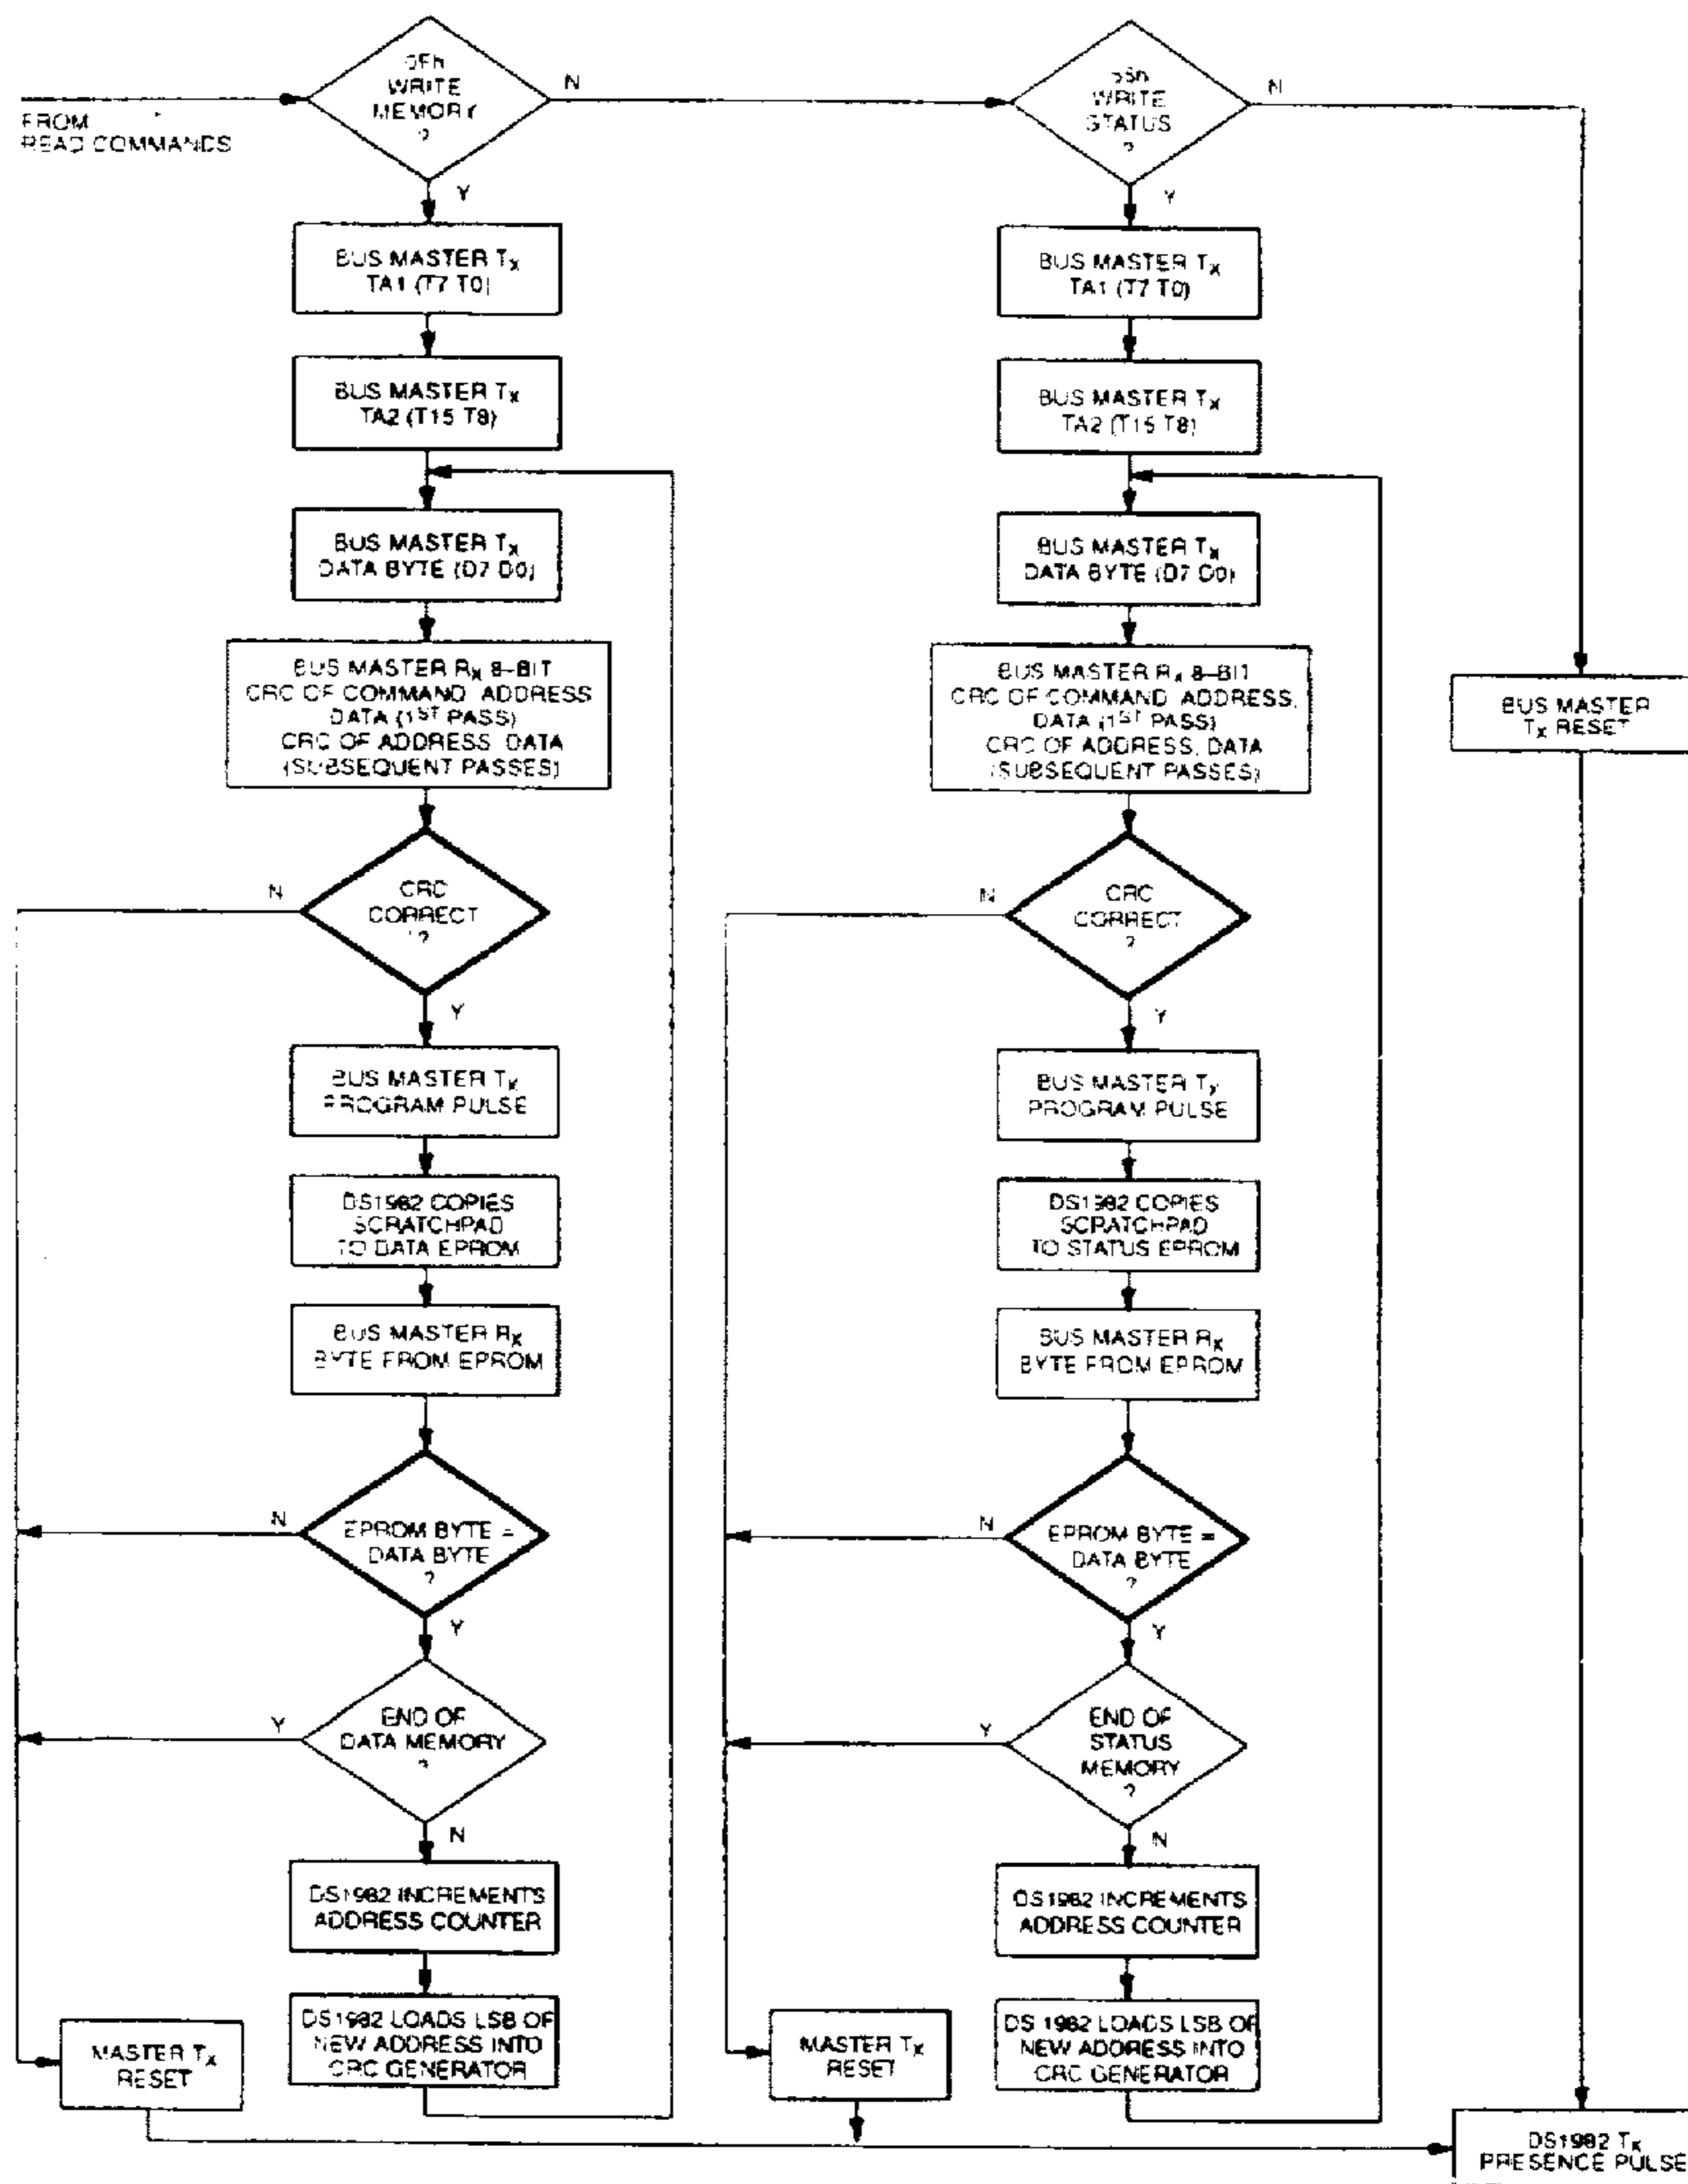 0Fh
WRITE
MEMORY
?
N
Y
FROM
READ COMMANDS
BUS MASTER TX
TA1 (T7 T0)
BUS MASTER TX
TA2 (T15 T8)
BUS MASTER TX
DATA BYTE (D7 D0)
BUS MASTER RX 8-BIT
CRC OF COMMAND ADDRESS
DATA (1ST PASS)
CRC OF ADDRESS DATA
(SUBSEQUENT PASSES)
CRC
CORRECT
?
N
Y
BUS MASTER TX
PROGRAM PULSE
DS1982 COPIES
SCRATCHPAD
TO DATA EPROM
BUS MASTER RX
BYTE FROM EPROM
EPROM BYTE =
DATA BYTE
?
N
Y
END OF
DATA MEMORY
?
Y
N
DS1982 INCREMENTS
ADDRESS COUNTER
DS1982 LOADS LSB OF
NEW ADDRESS INTO
CRC GENERATOR
MASTER TX
RESET
55h
WRITE
STATUS
?
N
Y
BUS MASTER TX
TA1 (T7 T0)
BUS MASTER TX
TA2 (T15 T8)
BUS MASTER TX
DATA BYTE (D7 D0)
BUS MASTER RX 8-BIT
CRC OF COMMAND ADDRESS,
DATA (1ST PASS)
CRC OF ADDRESS, DATA
(SUBSEQUENT PASSES)
CRC
CORRECT
?
N
Y
BUS MASTER TX
PROGRAM PULSE
DS1982 COPIES
SCRATCHPAD
TO STATUS EPROM
BUS MASTER RX
BYTE FROM EPROM
EPROM BYTE =
DATA BYTE
?
N
Y
END OF
STATUS
MEMORY
?
Y
N
DS1982 INCREMENTS
ADDRESS COUNTER
DS 1982 LOADS LSB OF
NEW ADDRESS INTO
CRC GENERATOR
MASTER TX
RESET
BUS MASTER
TX RESET
DS1982 TX
PRESENCE PULSE